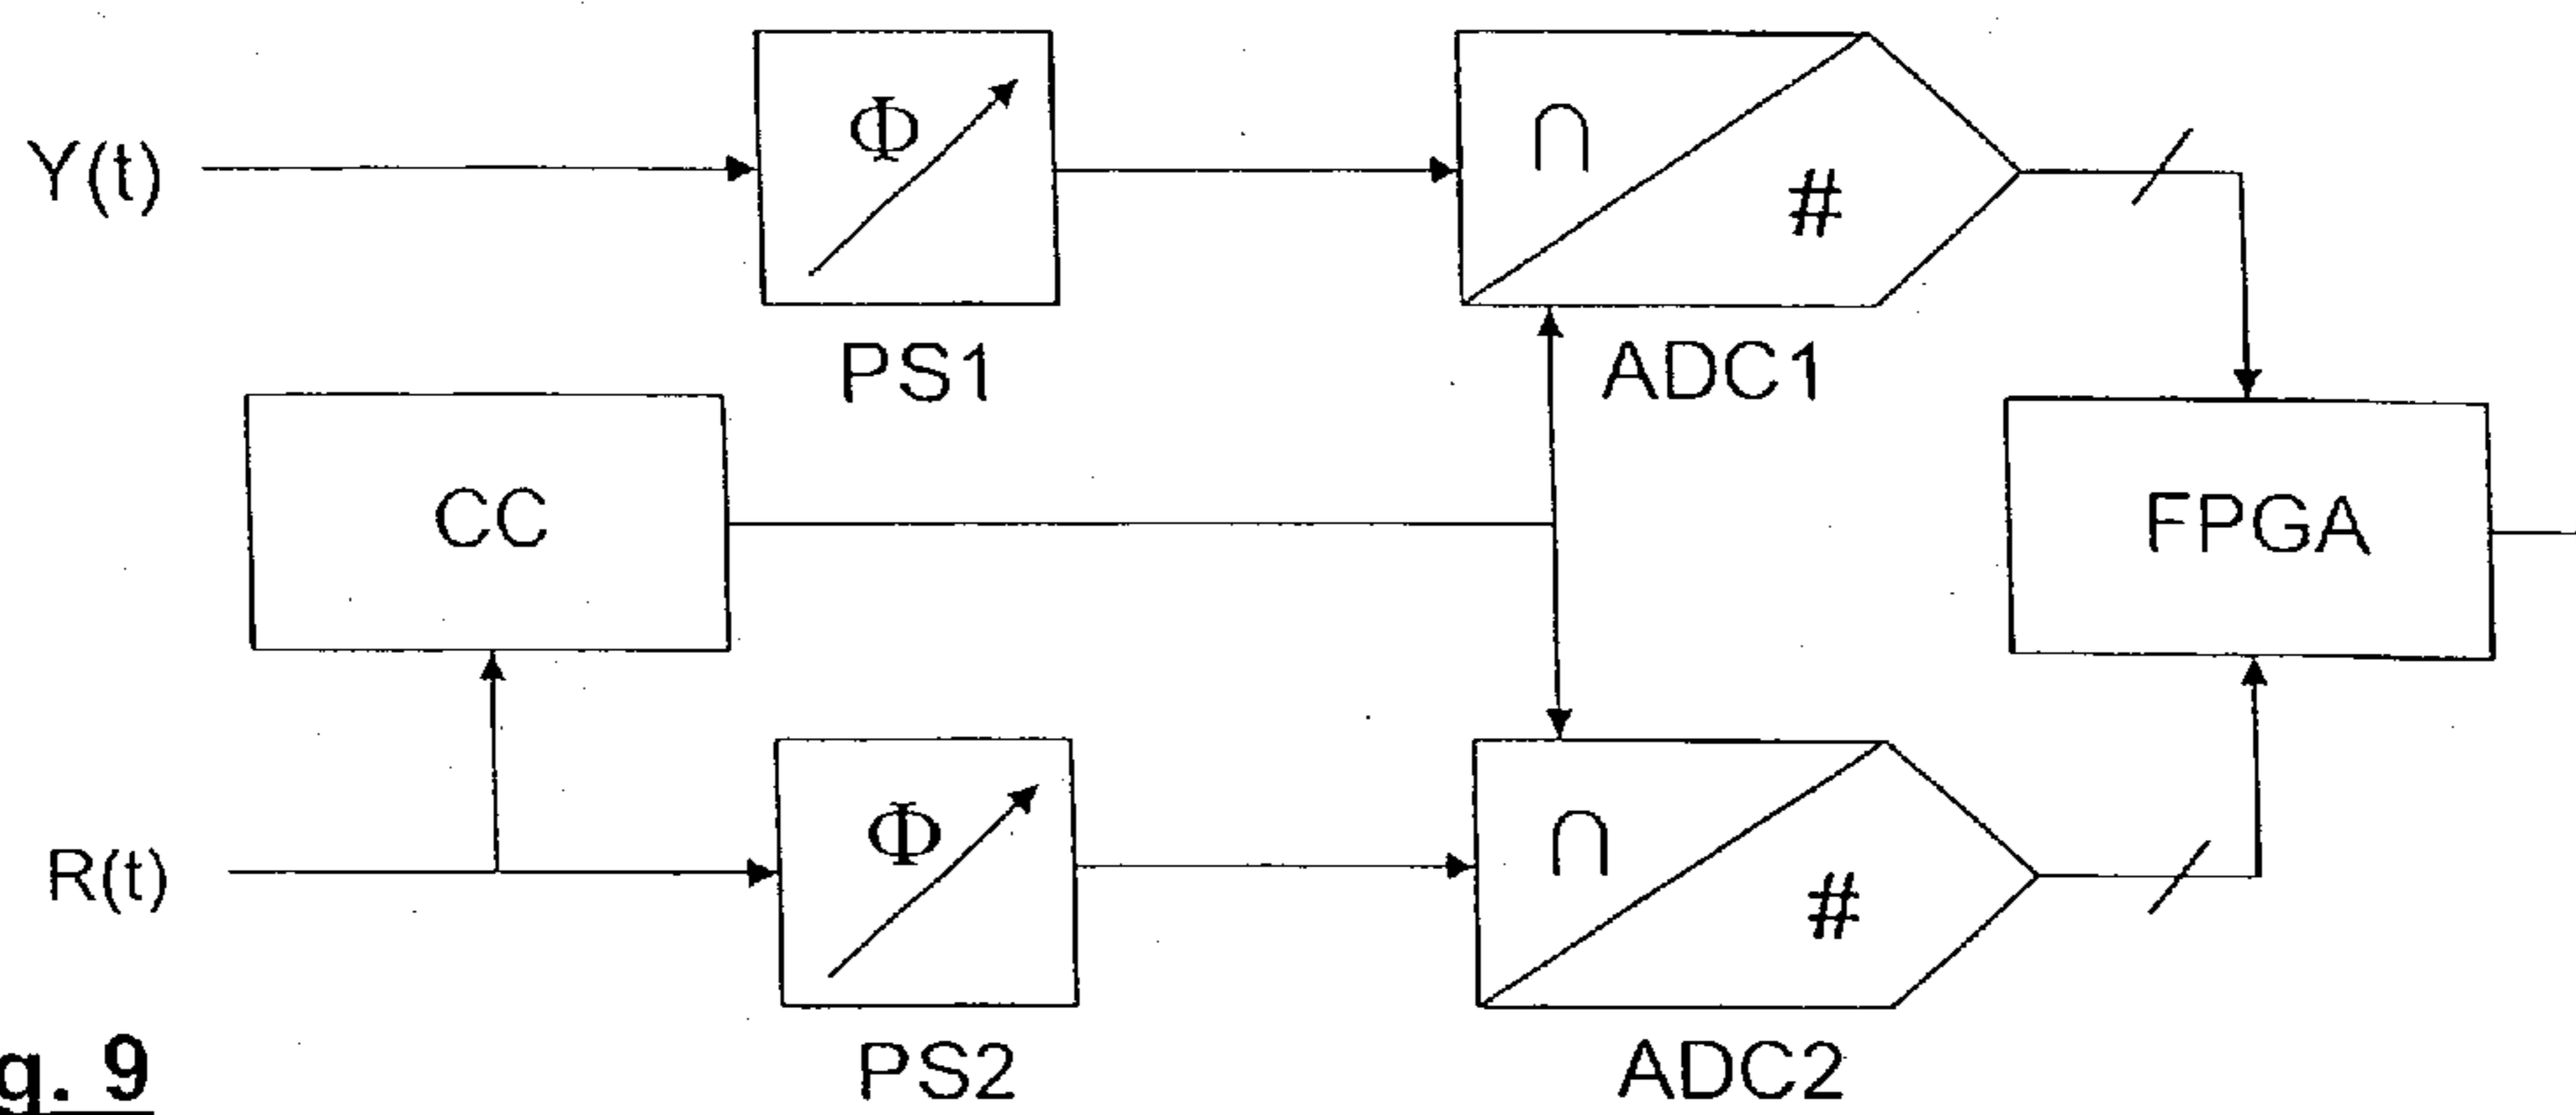 Y(t)
Φ
∩
#
PS1
ADC1
CC
FPGA
R(t)
Φ
∩
#
PS2
ADC2
g. 9